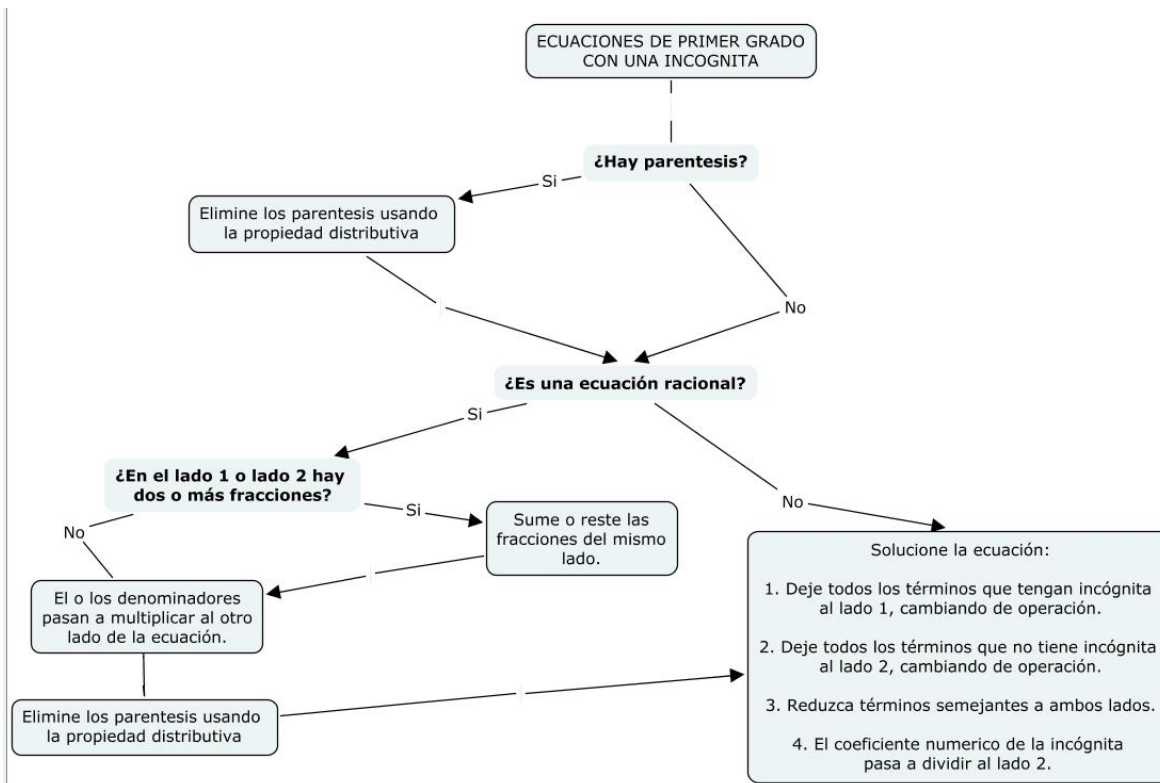 ECUACIONES DE PRIMER GRADO
CON UNA INCOGNITA
¿Hay parentesis?
Si
Elimine los parentesis usando
la propiedad distributiva
No
¿Es una ecuación racional?
Si
¿En el lado 1 o lado 2 hay
dos o más fracciones?
No
Si
Sume o reste las
fracciones del mismo
lado.
No
El o los denominadores
pasan a multiplicar al otro
lado de la ecuación.
Elimine los parentesis usando
la propiedad distributiva
Solucione la ecuación:
1. Deje todos los términos que tengan incógnita
al lado 1, cambiando de operación.
2. Deje todos los términos que no tiene incógnita
al lado 2, cambiando de operación.
3. Reduzca términos semejantes a ambos lados.
4. El coeficiente numerico de la incógnita
pasa a dividir al lado 2.